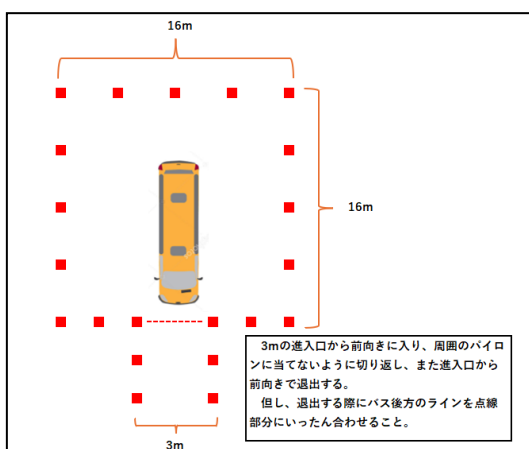 16m
16m
3mの進入口から前向きに入り、周囲のパイロ
ンに当てないように切り返し、また進入口から
前向きで退出する。
但し、退出する際にバス後方のラインを点線
部分にいったん合わせること。
3m